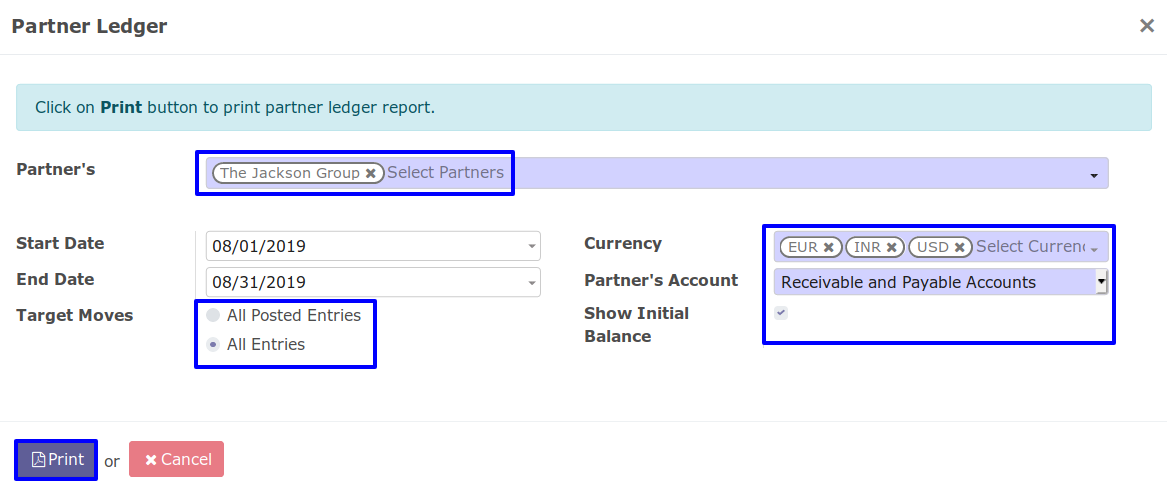 Partner Ledger
Click on Print button to print partner ledger report.
Partner's
The Jackson Group Select Partners
Start Date
08/01/2019
End Date
08/31/2019
Target Moves
All Posted Entries
All Entries
Currency
EUR INR USD Select Curren
Partner's Account
Receivable and Payable Accounts
Show Initial
Balance
Print or Cancel